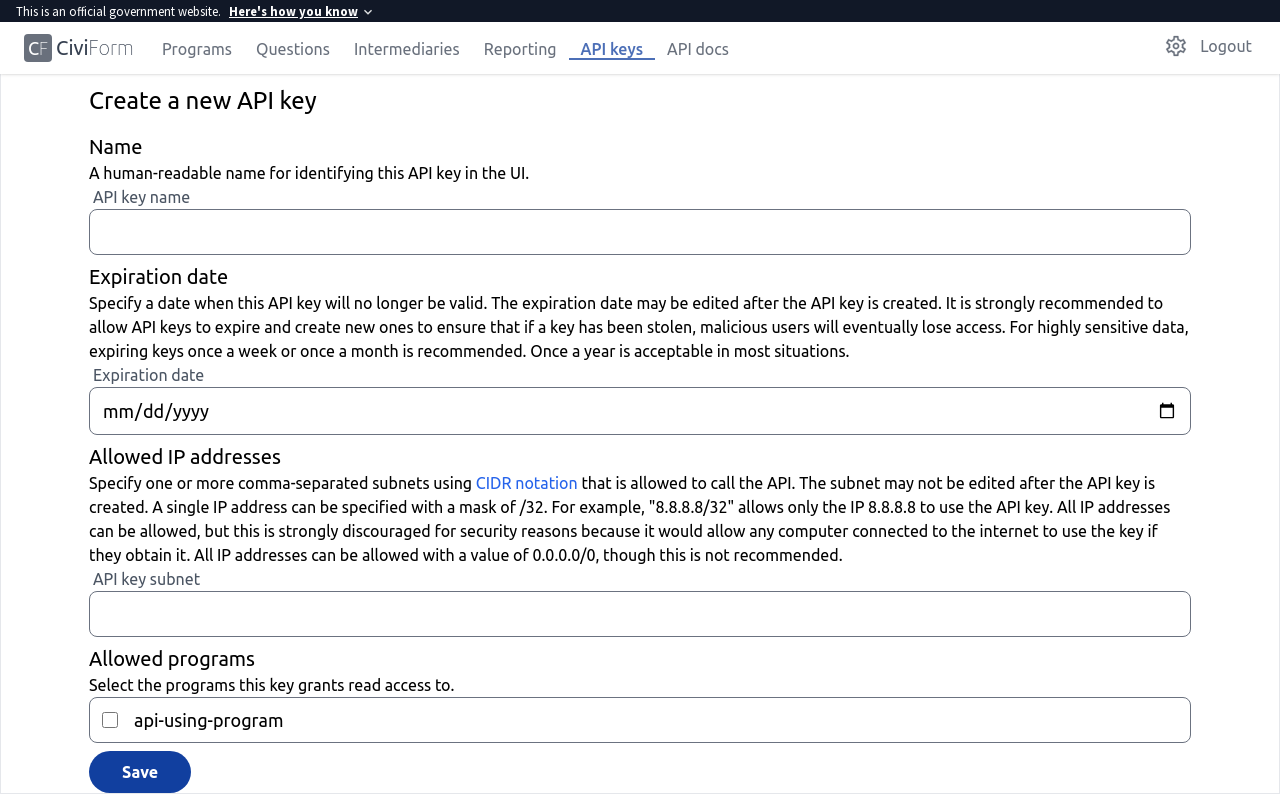 This is an official government website. Here's how you know
CF CiviForm Programs Questions Intermediaries Reporting API keys API docs Logout
Create a new API key
Name
A human-readable name for identifying this API key in the UI.
API key name
Expiration date
Specify a date when this API key will no longer be valid. The expiration date may be edited after the API key is created. It is strongly recommended to
allow API keys to expire and create new ones to ensure that if a key has been stolen, malicious users will eventually lose access. For highly sensitive data,
expiring keys once a week or once a month is recommended. Once a year is acceptable in most situations.
Expiration date
mm/dd/yyyy
Allowed IP addresses
Specify one or more comma-separated subnets using CIDR notation that is allowed to call the API. The subnet may not be edited after the API key is
created. A single IP address can be specified with a mask of /32. For example, "8.8.8.8/32" allows only the IP 8.8.8.8 to use the API key. All IP addresses
can be allowed, but this is strongly discouraged for security reasons because it would allow any computer connected to the internet to use the key if
they obtain it. All IP addresses can be allowed with a value of 0.0.0.0/0, though this is not recommended.
API key subnet
Allowed programs
Select the programs this key grants read access to.
api-using-program
Save